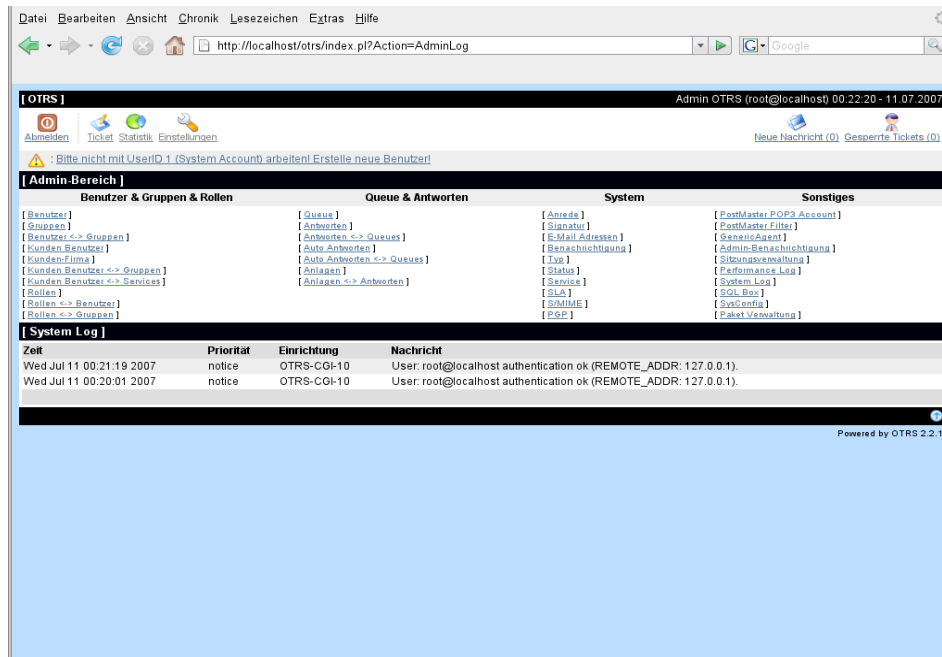 Datei Bearbeiten Ansicht Chronik Lesezeichen Extras Hilfe
http://localhost/otrs/index.pl?Action=AdminLog
G Google
[ OTRS ] Admin OTRS (root@localhost) 00:22:20 - 11.07.2007
Abmelden Ticket Statistik Einstellungen Neue Nachricht (0) Gesperrte Tickets (0)
: Bitte nicht mit UserID 1 (System Account) arbeiten! Erstelle neue Benutzer!
[ Admin-Bereich ]
Benutzer & Gruppen & Rollen Queue & Antworten System Sonstiges
[ Benutzer ] [ Queue ] [ Anrede ] [ PostMaster POP3 Account ]
[ Gruppen ] [ Antworten ] [ Signatur ] [ PostMaster Filter ]
[ Benutzer <-> Gruppen ] [ Antworten <-> Queues ] [ E-Mail Adressen ] [ GenericAgent ]
[ Kunden Benutzer ] [ Auto Antworten ] [ Benachrichtigung ] [ Admin-Benachrichtigung ]
[ Kunden-Firma ] [ Auto Antworten <-> Queues ] [ Typ ] [ Sitzungsverwaltung ]
[ Kunden Benutzer <-> Gruppen ] [ Anlagen ] [ Status ] [ Performance Log ]
[ Kunden Benutzer <-> Services ] [ Anlagen <-> Antworten ] [ Service ] [ System Log ]
[ Rollen ] [ SLA ] [ SQL Box ]
[ Rollen <-> Benutzer ] [ S/MIME ] [ SysConfig ]
[ Rollen <-> Gruppen ] [ PGP ] [ Paket Verwaltung ]
[ System Log ]
Zeit Priorität Einrichtung Nachricht
Wed Jul 11 00:21:19 2007 notice OTRS-CGI-10 User: root@localhost authentication ok (REMOTE_ADDR: 127.0.0.1).
Wed Jul 11 00:20:01 2007 notice OTRS-CGI-10 User: root@localhost authentication ok (REMOTE_ADDR: 127.0.0.1).
Powered by OTRS 2.2.1